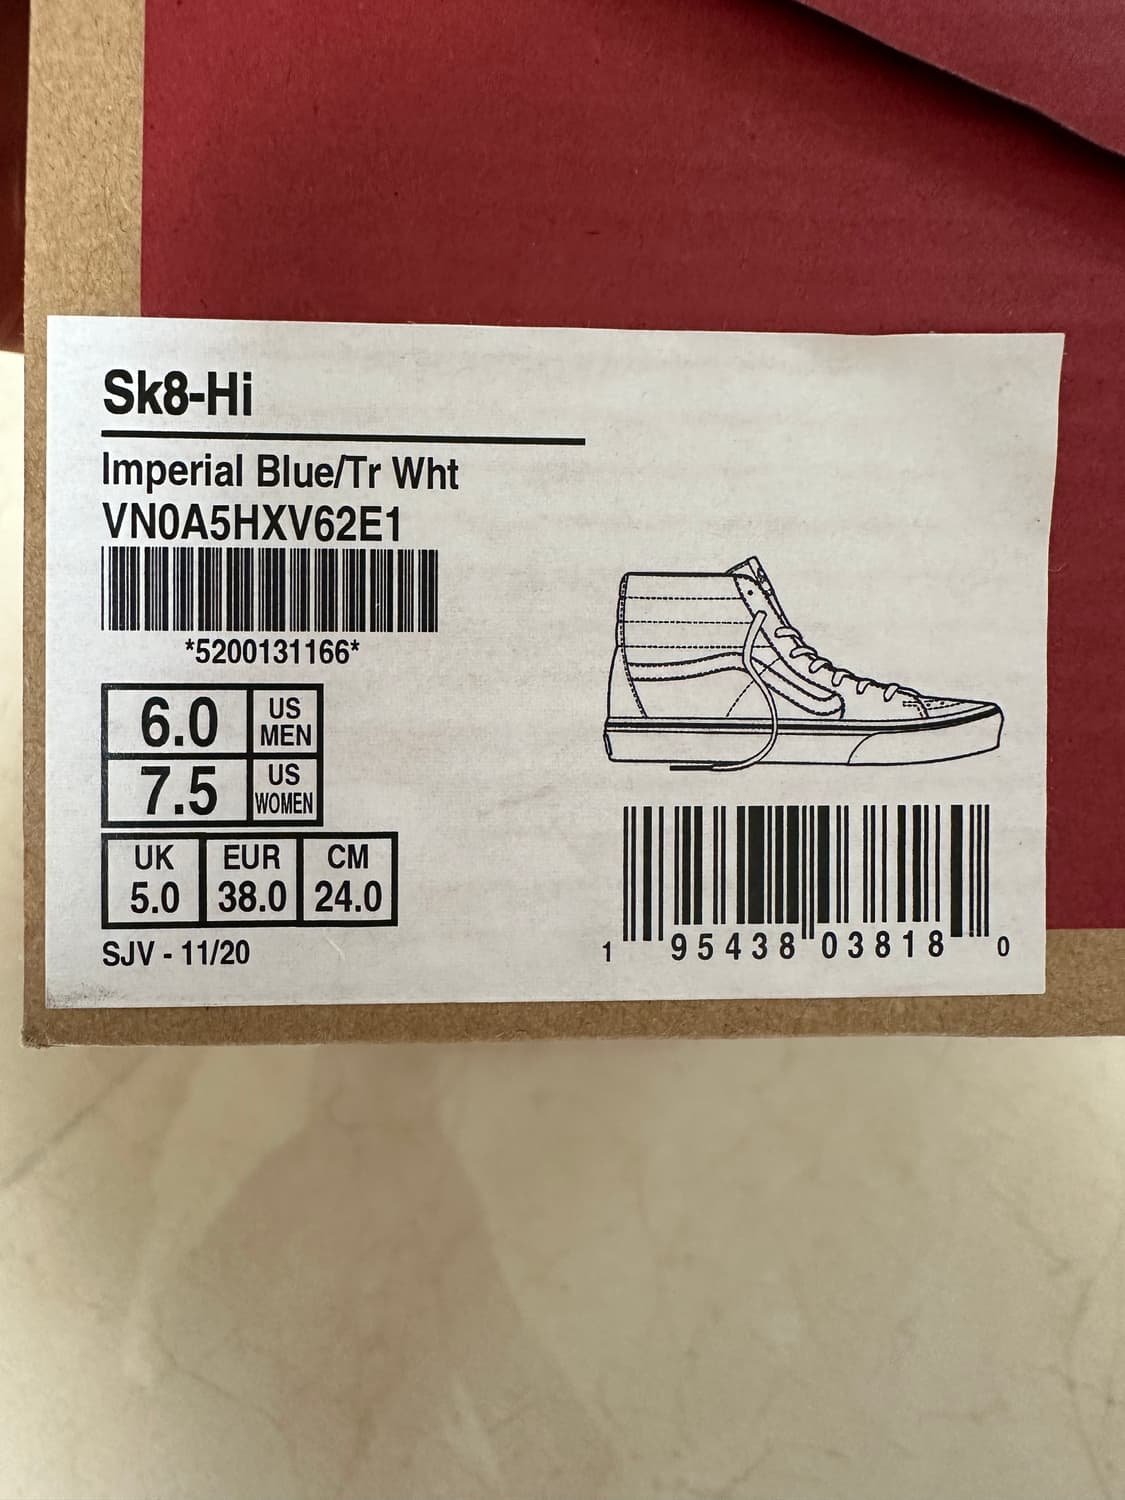 Sk8-Hi
Imperial Blue/Tr Wht
VN0A5HXV62E1
*5200131166*
6.0 US MEN
7.5 US WOMEN
UK EUR CM
5.0 38.0 24.0
SJV - 11/20
1 95438 03818 0